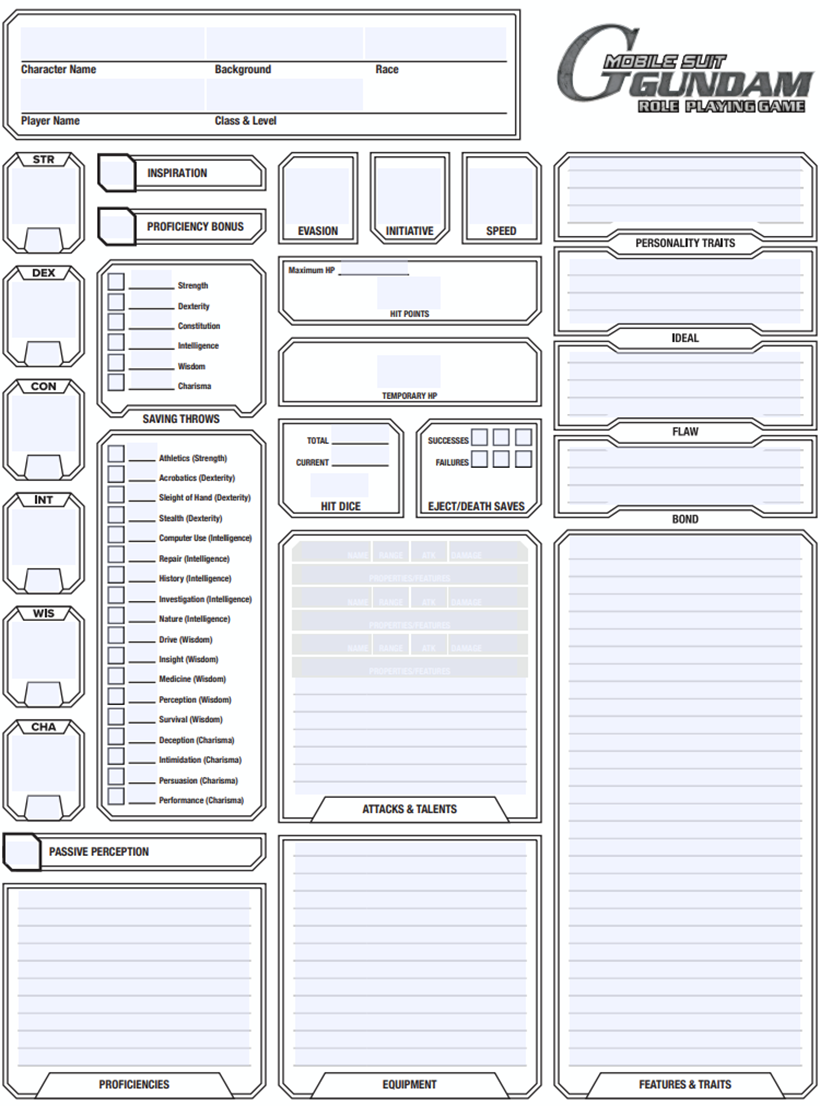 MOBILE SUIT
GUNDAM
ROLE PLAYING GAME
Character Name Background Race
Player Name Class & Level
STR
DEX
CON
INT
WIS
CHA
INSPIRATION
PROFICIENCY BONUS
Strength
Dexterity
Constitution
Intelligence
Wisdom
Charisma
SAVING THROWS
Athletics (Strength)
Acrobatics (Dexterity)
Sleight of Hand (Dexterity)
Stealth (Dexterity)
Computer Use (Intelligence)
Repair (Intelligence)
History (Intelligence)
Investigation (Intelligence)
Nature (Intelligence)
Drive (Wisdom)
Insight (Wisdom)
Medicine (Wisdom)
Perception (Wisdom)
Survival (Wisdom)
Deception (Charisma)
Intimidation (Charisma)
Persuasion (Charisma)
Performance (Charisma)
PASSIVE PERCEPTION
PROFICIENCIES
EVASION INITIATIVE SPEED
Maximum HP
HIT POINTS
TEMPORARY HP
TOTAL
CURRENT
HIT DICE
SUCCESSES
FAILURES
EJECT/DEATH SAVES
NAME RANGE ATK DAMAGE
PROPERTIES/FEATURES
NAME RANGE ATK DAMAGE
PROPERTIES/FEATURES
NAME RANGE ATK DAMAGE
PROPERTIES/FEATURES
ATTACKS & TALENTS
EQUIPMENT
PERSONALITY TRAITS
IDEAL
FLAW
BOND
FEATURES & TRAITS